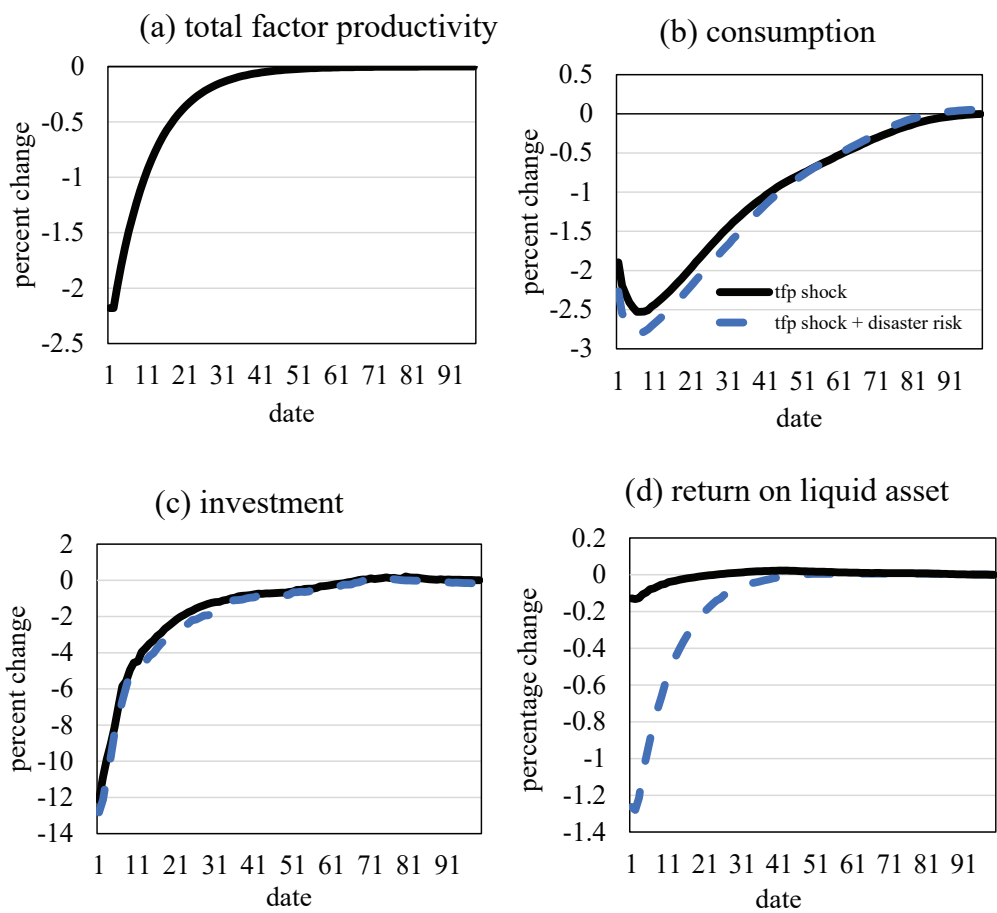 (a) total factor productivity
0
-0.5
-1
-1.5
-2
-2.5
percent change
1 11 21 31 41 51 61 71 81 91
date
(b) consumption
0.5
0
-0.5
-1
-1.5
-2
-2.5
-3
percent change
tfp shock
tfp shock + disaster risk
1 11 21 31 41 51 61 71 81 91
date
(c) investment
2
0
-2
-4
-6
-8
-10
-12
-14
percent change
1 11 21 31 41 51 61 71 81 91
date
(d) return on liquid asset
0.2
0
-0.2
-0.4
-0.6
-0.8
-1
-1.2
-1.4
percentage change
1 11 21 31 41 51 61 71 81 91
date